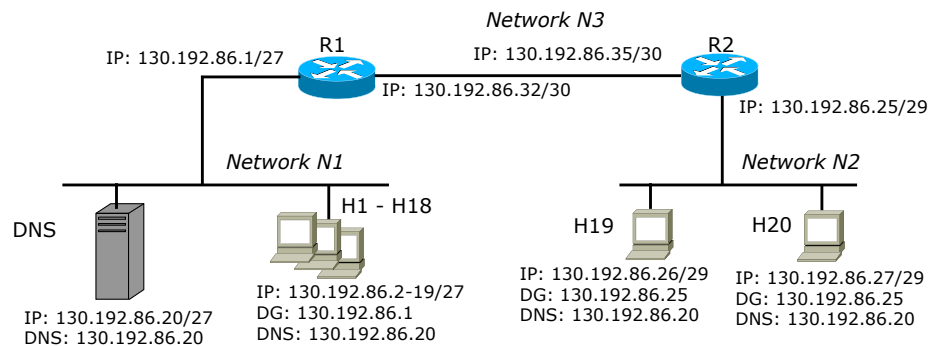 Network N3
R1
R2
IP: 130.192.86.1/27
IP: 130.192.86.35/30
IP: 130.192.86.32/30
IP: 130.192.86.25/29
Network N1
Network N2
DNS
H1 - H18
H19
H20
IP: 130.192.86.20/27
DNS: 130.192.86.20
IP: 130.192.86.2-19/27
DG: 130.192.86.1
DNS: 130.192.86.20
IP: 130.192.86.26/29
DG: 130.192.86.25
DNS: 130.192.86.20
IP: 130.192.86.27/29
DG: 130.192.86.25
DNS: 130.192.86.20